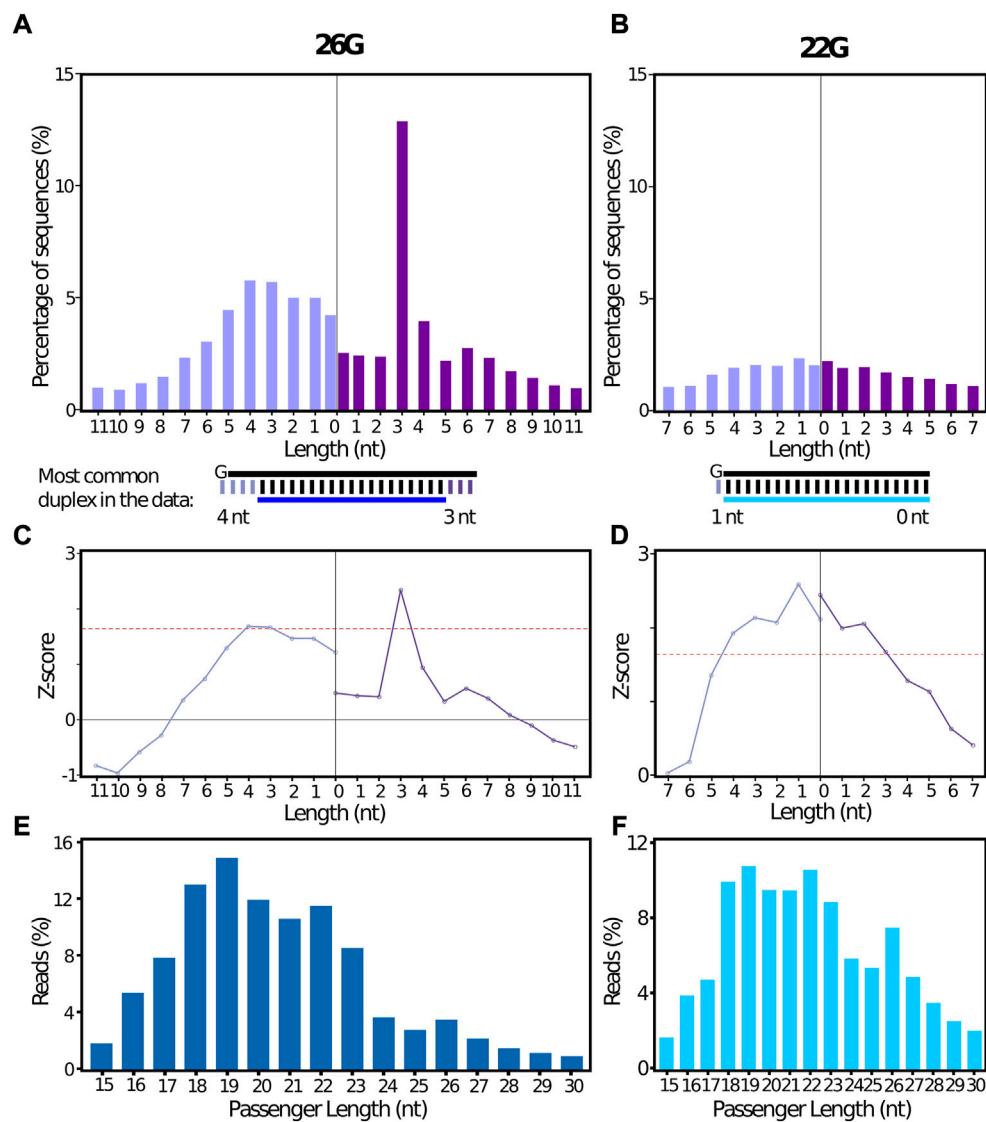 A
26G
B
22G
Percentage of sequences (%)
15
10
5
0
11 10 9 8 7 6 5 4 3 2 1 0 1 2 3 4 5 6 7 8 9 10 11
Length (nt)
Percentage of sequences (%)
15
10
5
0
7 6 5 4 3 2 1 0 1 2 3 4 5 6 7
Length (nt)
Most common
duplex in the data:
G
4 nt
3 nt
G
1 nt
0 nt
C
Z-score
3
0
-1
11 10 9 8 7 6 5 4 3 2 1 0 1 2 3 4 5 6 7 8 9 10 11
Length (nt)
D
Z-score
3
0
7 6 5 4 3 2 1 0 1 2 3 4 5 6 7
Length (nt)
E
Reads (%)
16
12
8
4
0
15 16 17 18 19 20 21 22 23 24 25 26 27 28 29 30
Passenger Length (nt)
F
Reads (%)
12
8
4
0
15 16 17 18 19 20 21 22 23 24 25 26 27 28 29 30
Passenger Length (nt)